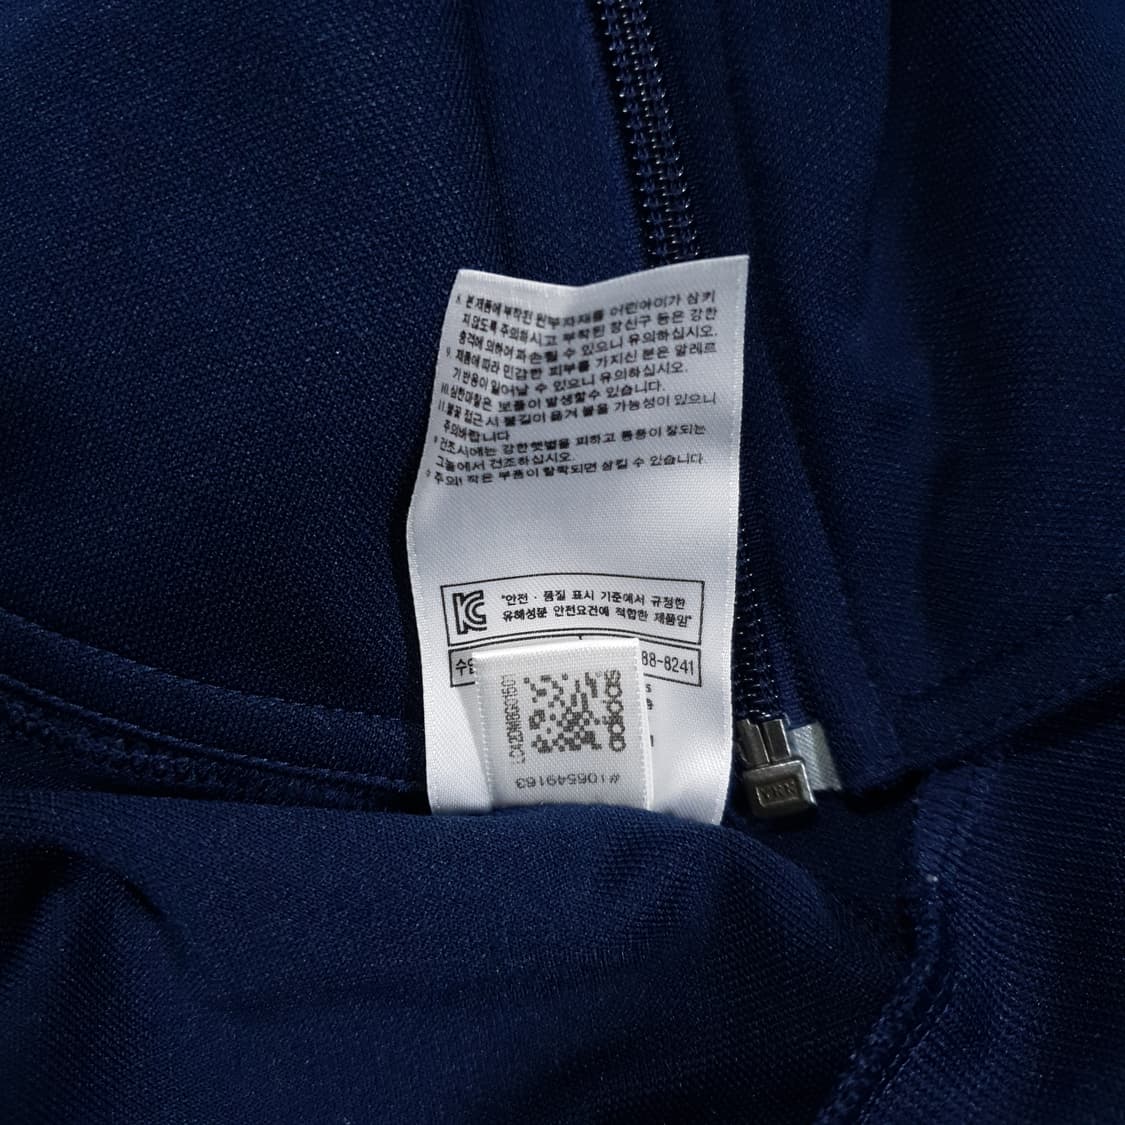 8. 본 제품에 부착된 원부자재를 어린아이가 삼키
지 않도록 주의하시고 부착된 장신구 등은 강한
충격에 의하여 파손될 수 있으니 유의하십시오.
9. 제품에 따라 민감한 피부를 가지신 분은 알레르
기 반응이 일어날 수 있으니 유의하십시오.
10.심한마찰은 보풀이 발생할수 있습니다.
11.불꽃 접근시 불길이 옮겨 붙을 가능성이 있으니
주의바랍니다
건조시에는 강한햇볕을 피하고 통풍이 잘되는
그늘에서 건조하십시오.
주의! 작은 부품이 탈락되면 삼킬 수 있습니다.
KC
"안전 · 품질 표시 기준에서 규정한
유해성분 안전요건에 적합한 제품임"
88-8241
adidas
#106549163
YKK